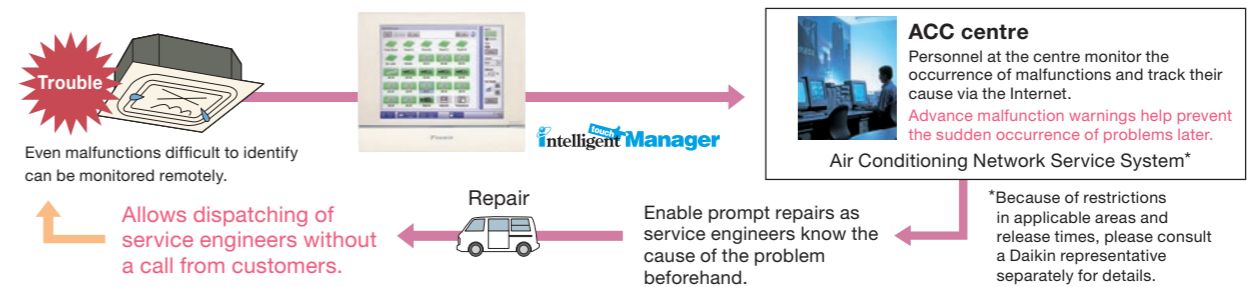 Trouble
Even malfunctions difficult to identify
can be monitored remotely.
DAIKIN
intelligent touch Manager
ACC centre
Personnel at the centre monitor the
occurrence of malfunctions and track their
cause via the Internet.
Advance malfunction warnings help prevent
the sudden occurrence of problems later.
Air Conditioning Network Service System*
*Because of restrictions
in applicable areas and
release times, please consult
a Daikin representative
separately for details.
Enable prompt repairs as
service engineers know the
cause of the problem
beforehand.
Repair
Allows dispatching of
service engineers without
a call from customers.